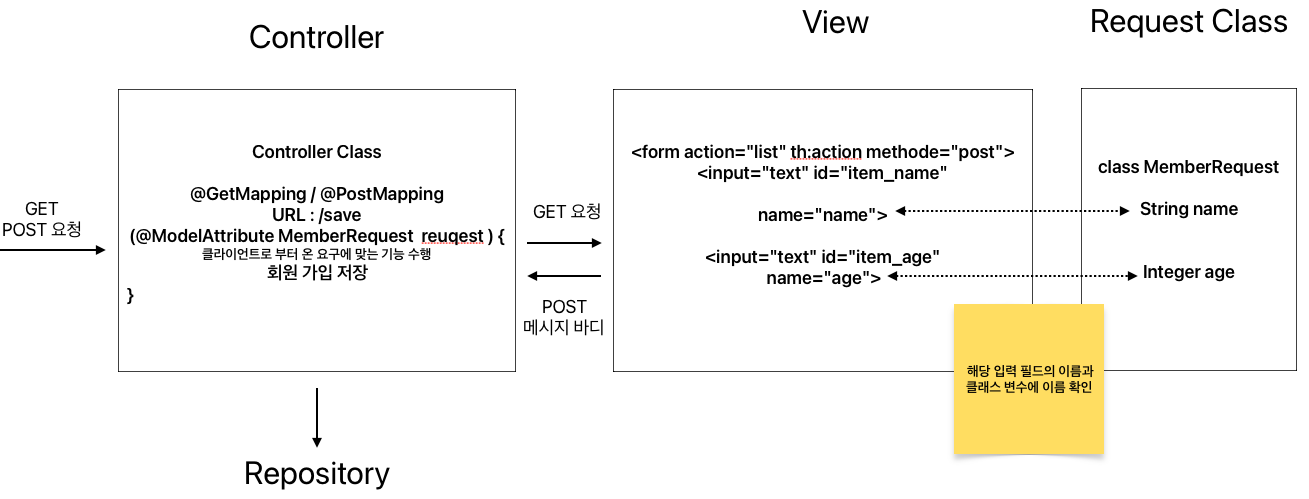 Controller
View
Request Class
Controller Class
@GetMapping / @PostMapping
URL : /save
(@ModelAttribute MemberRequest reuqest ) {
클라이언트로 부터 온 요구에 맞는 기능 수행
회원 가입 저장
}
GET
POST 요청
GET 요청
POST
메시지 바디
<form action="list" th:action methode="post">
<input="text" id="item_name"
name="name">
<input="text" id="item_age"
name="age">
class MemberRequest
String name
Integer age
해당 입력 필드의 이름과
클래스 변수에 이름 확인
Repository